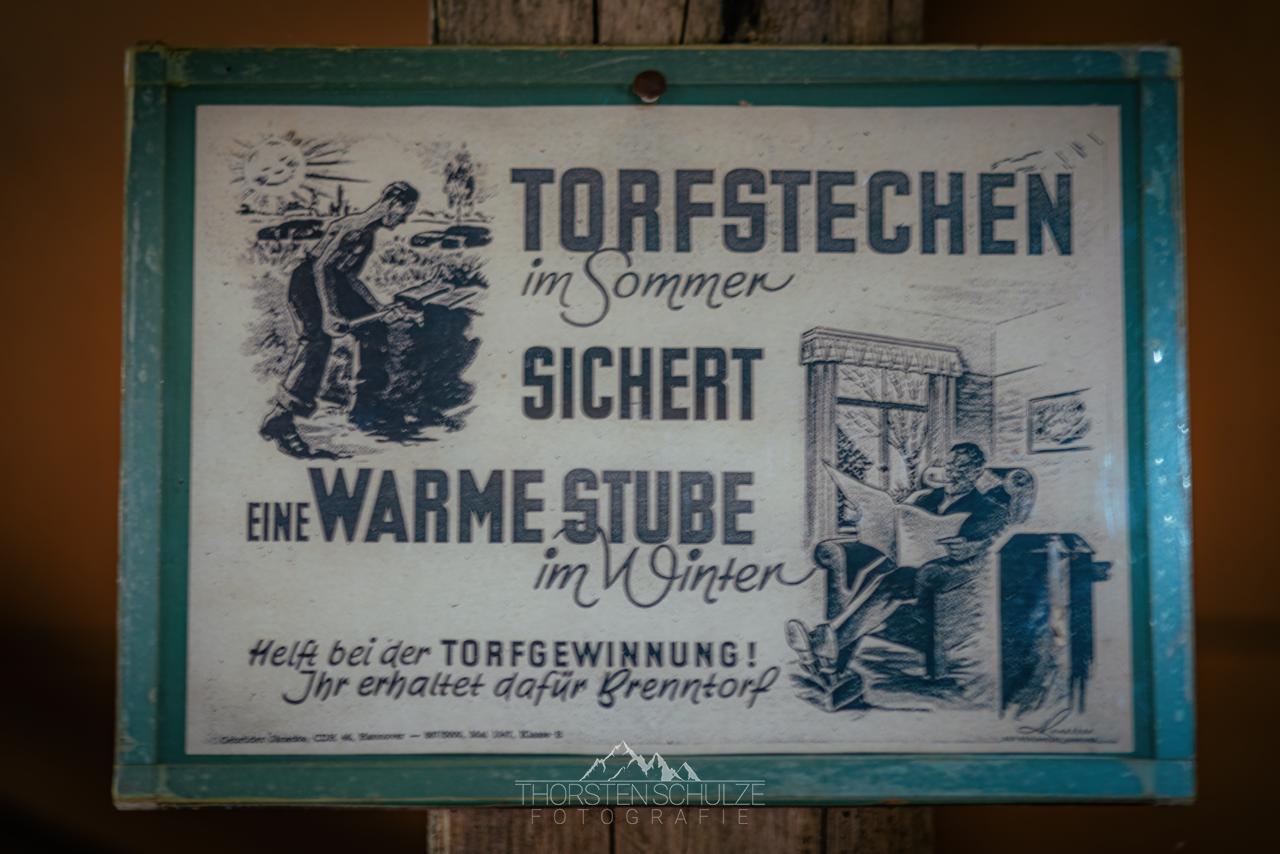 TORFSTECHEN
im Sommer
SICHERT
EINE WARME STUBE
im Winter
Helft bei der TORFGEWINNUNG!
Ihr erhaltet dafür Brenntorf
Hannover
THORSTEN SCHULZE
FOTOGRAFIE